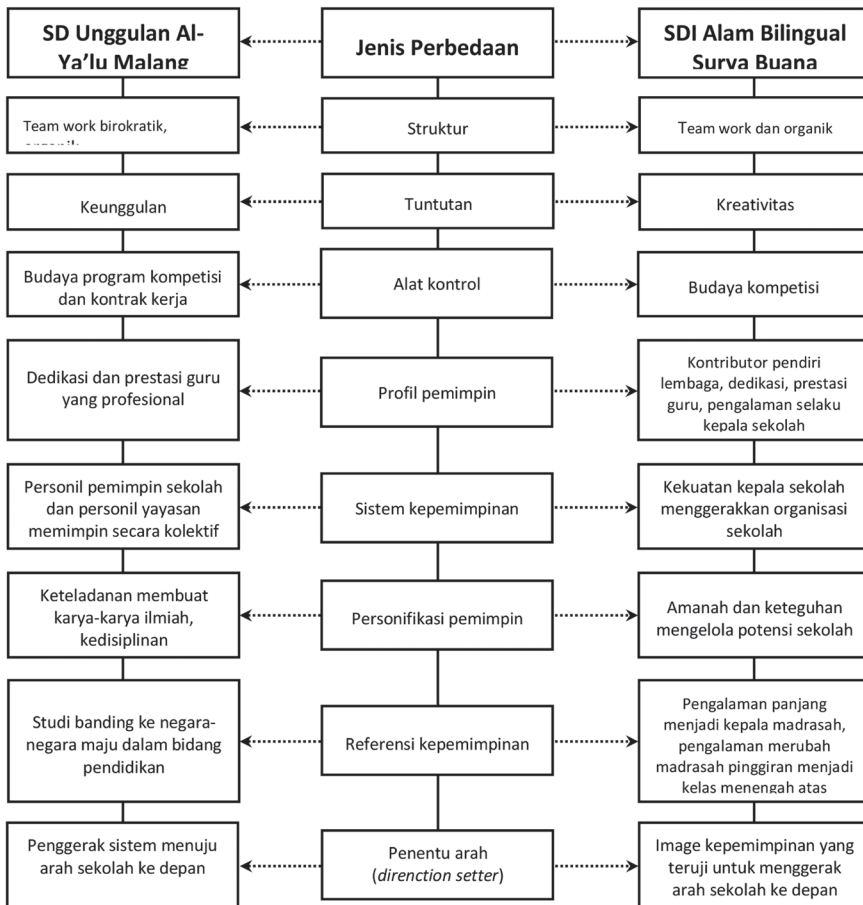 SD Unggulan Al-
Ya’lu Malang
Jenis Perbedaan
SDI Alam Bilingual
Surya Buana
Team work birokratik,
organik
Struktur
Team work dan organik
Keunggulan
Tuntutan
Kreativitas
Budaya program kompetisi
dan kontrak kerja
Alat kontrol
Budaya kompetisi
Dedikasi dan prestasi guru
yang profesional
Profil pemimpin
Kontributor pendiri
lembaga, dedikasi, prestasi
guru, pengalaman selaku
kepala sekolah
Personil pemimpin sekolah
dan personil yayasan
memimpin secara kolektif
Sistem kepemimpinan
Kekuatan kepala sekolah
menggerakkan organisasi
sekolah
Keteladanan membuat
karya-karya ilmiah,
kedisiplinan
Personifikasi pemimpin
Amanah dan keteguhan
mengelola potensi sekolah
Studi banding ke negara-
negara maju dalam bidang
pendidikan
Referensi kepemimpinan
Pengalaman panjang
menjadi kepala madrasah,
pengalaman merubah
madrasah pinggiran menjadi
kelas menengah atas
Penggerak sistem menuju
arah sekolah ke depan
Penentu arah
(direnction setter)
Image kepemimpinan yang
teruji untuk menggerak
arah sekolah ke depan